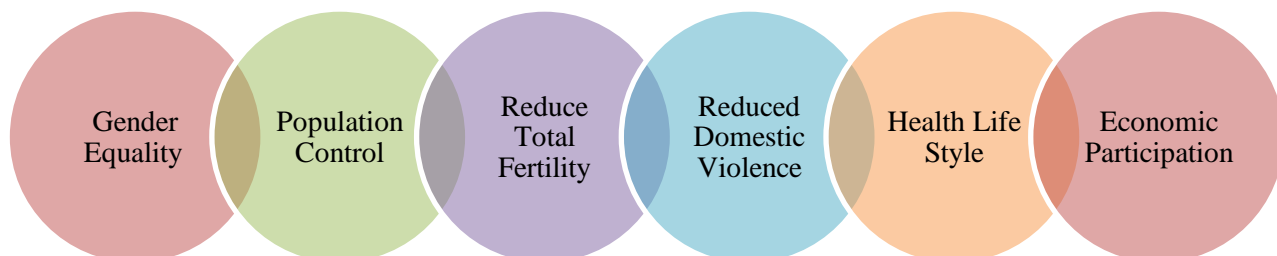 Gender
Equality
Population
Control
Reduce
Total
Fertility
Reduced
Domestic
Violence
Health Life
Style
Economic
Participation